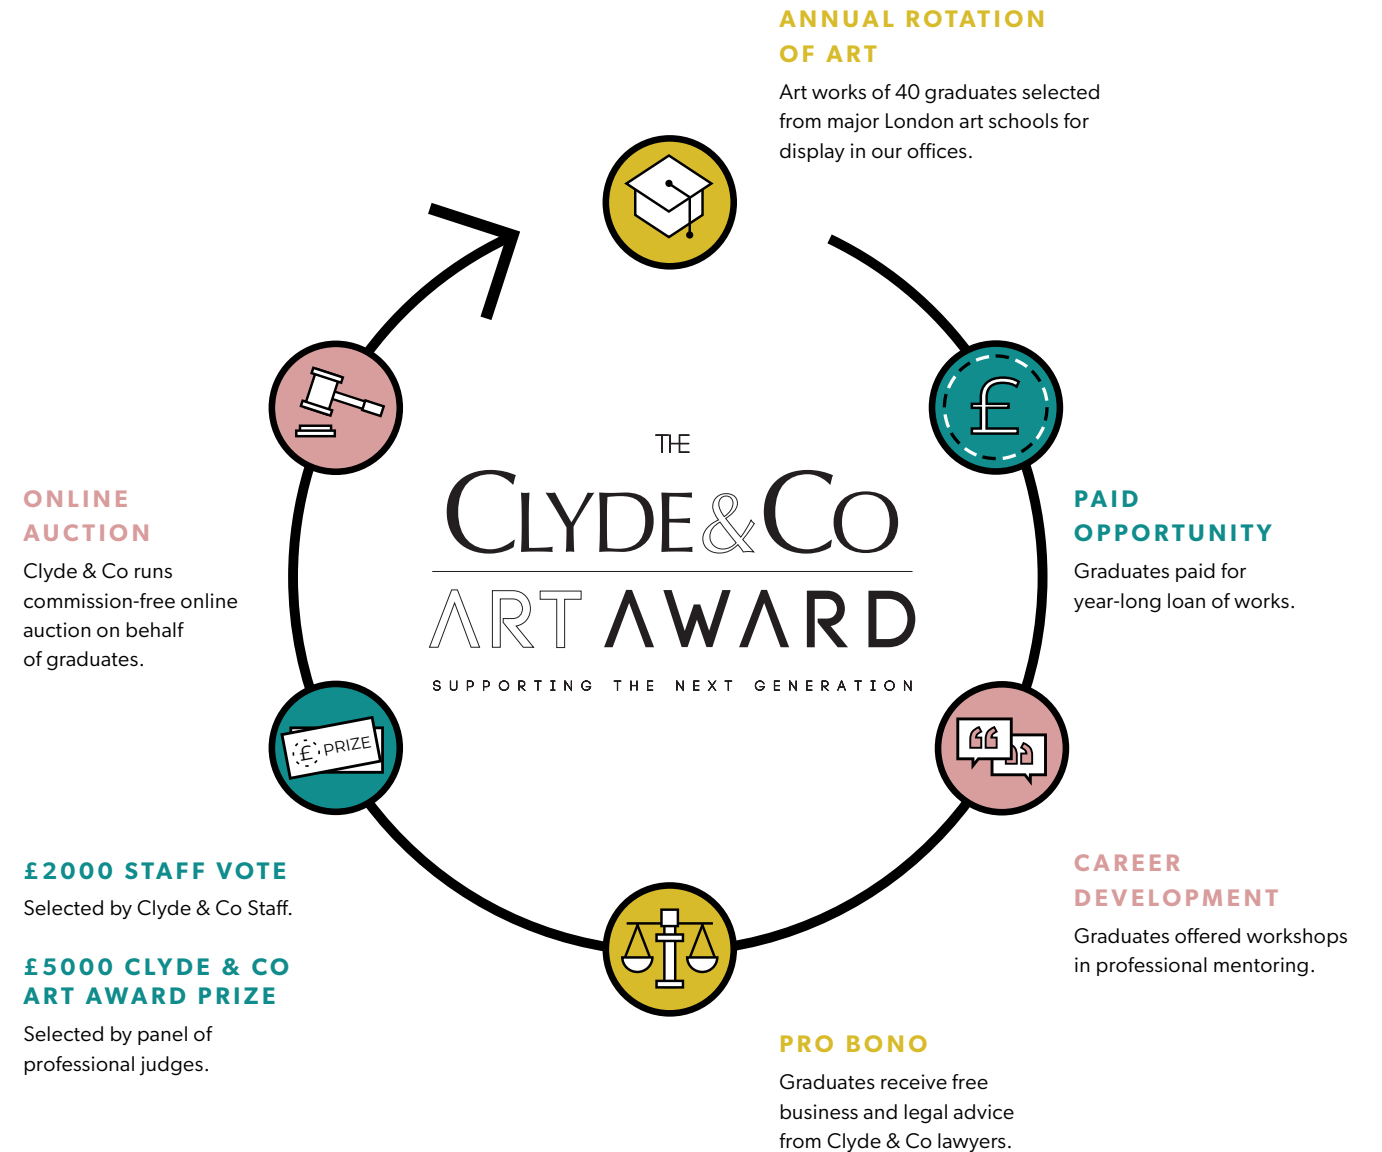 ANNUAL ROTATION
OF ART
Art works of 40 graduates selected
from major London art schools for
display in our offices.
£
PAID
OPPORTUNITY
Graduates paid for
year-long loan of works.
THE
CLYDE&CO
ART AWARD
SUPPORTING THE NEXT GENERATION
ONLINE
AUCTION
Clyde & Co runs
commission-free online
auction on behalf
of graduates.
£ PRIZE
“ ”
CAREER
DEVELOPMENT
Graduates offered workshops
in professional mentoring.
£2000 STAFF VOTE
Selected by Clyde & Co Staff.
£5000 CLYDE & CO
ART AWARD PRIZE
Selected by panel of
professional judges.
PRO BONO
Graduates receive free
business and legal advice
from Clyde & Co lawyers.